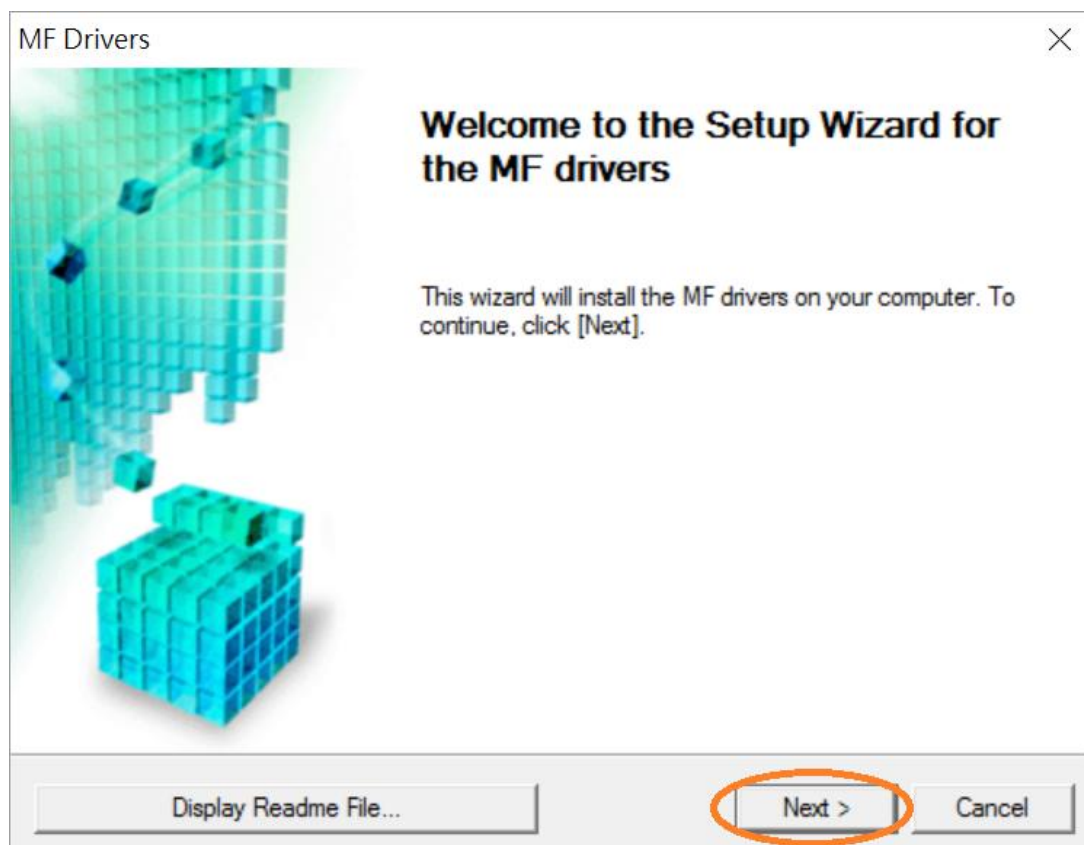 MF Drivers
Welcome to the Setup Wizard for
the MF drivers
This wizard will install the MF drivers on your computer. To
continue, click [Next].
Display Readme File...
Next >
Cancel